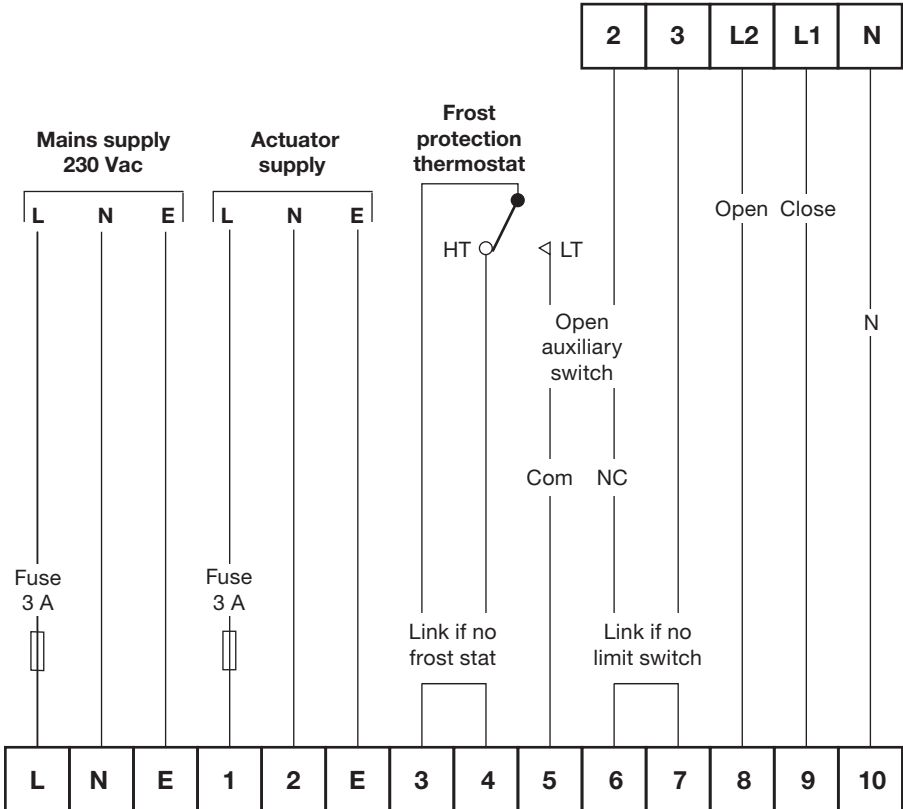 2 3 L2 L1 N
Frost
protection
thermostat
Mains supply
230 Vac
Actuator
supply
L N E L N E
Open Close
HT LT
Open
auxiliary
switch
N
Com NC
Fuse
3 A
Fuse
3 A
Link if no
frost stat
Link if no
limit switch
L N E 1 2 E 3 4 5 6 7 8 9 10